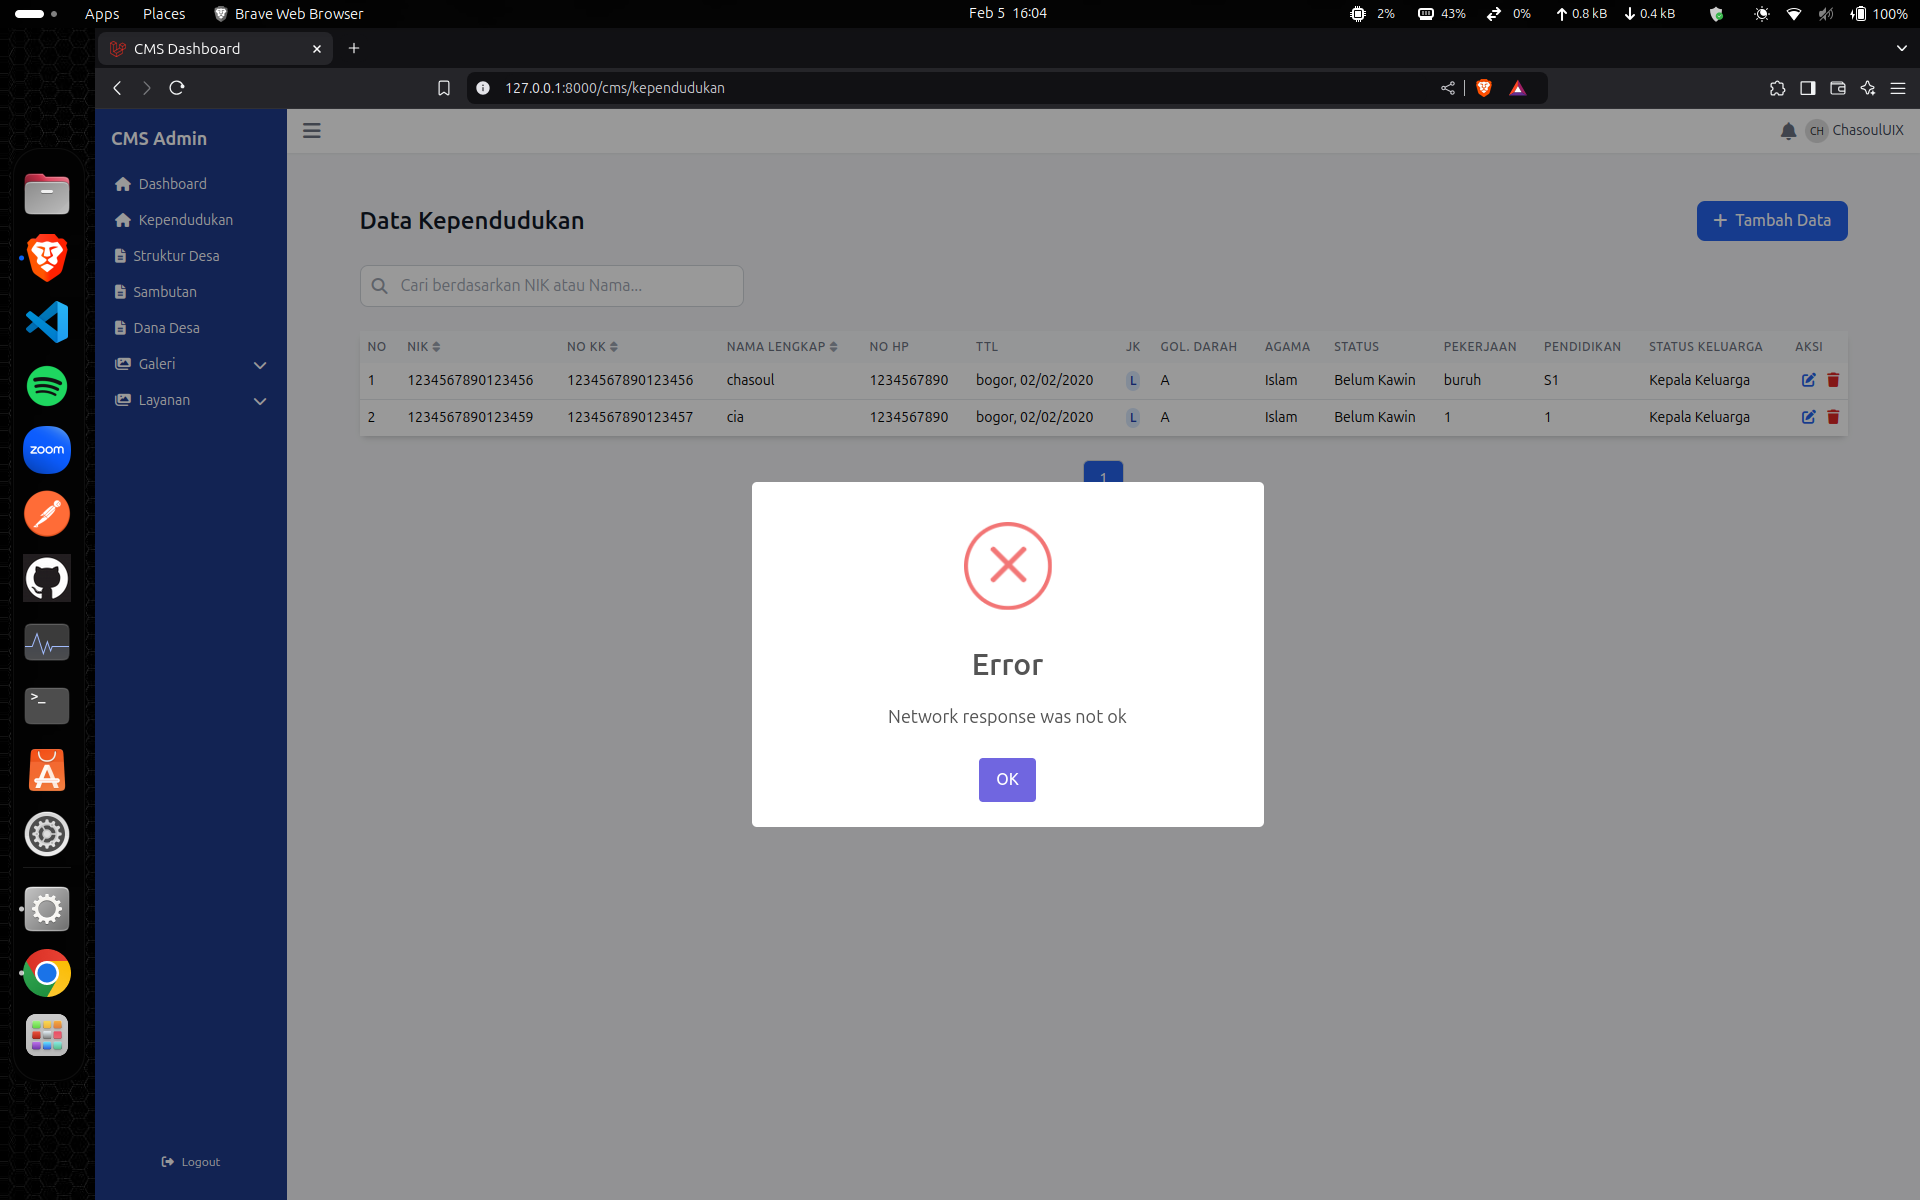 Apps Places Brave Web Browser Feb 5 16:04 2% 43% 0% 0.8 kB 0.4 kB 100%
CMS Dashboard
127.0.0.1:8000/cms/kependudukan
CMS Admin
CH ChasoulUIX
Dashboard
Kependudukan
Struktur Desa
Sambutan
Dana Desa
Galeri
Layanan
Logout
Data Kependudukan
Tambah Data
Cari berdasarkan NIK atau Nama...
NO NIK NO KK NAMA LENGKAP NO HP TTL JK GOL. DARAH AGAMA STATUS PEKERJAAN PENDIDIKAN STATUS KELUARGA AKSI
1 1234567890123456 1234567890123456 chasoul 1234567890 bogor, 02/02/2020 L A Islam Belum Kawin buruh S1 Kepala Keluarga
2 1234567890123459 1234567890123457 cia 1234567890 bogor, 02/02/2020 L A Islam Belum Kawin 1 1 Kepala Keluarga
1
Error
Network response was not ok
OK
zoom